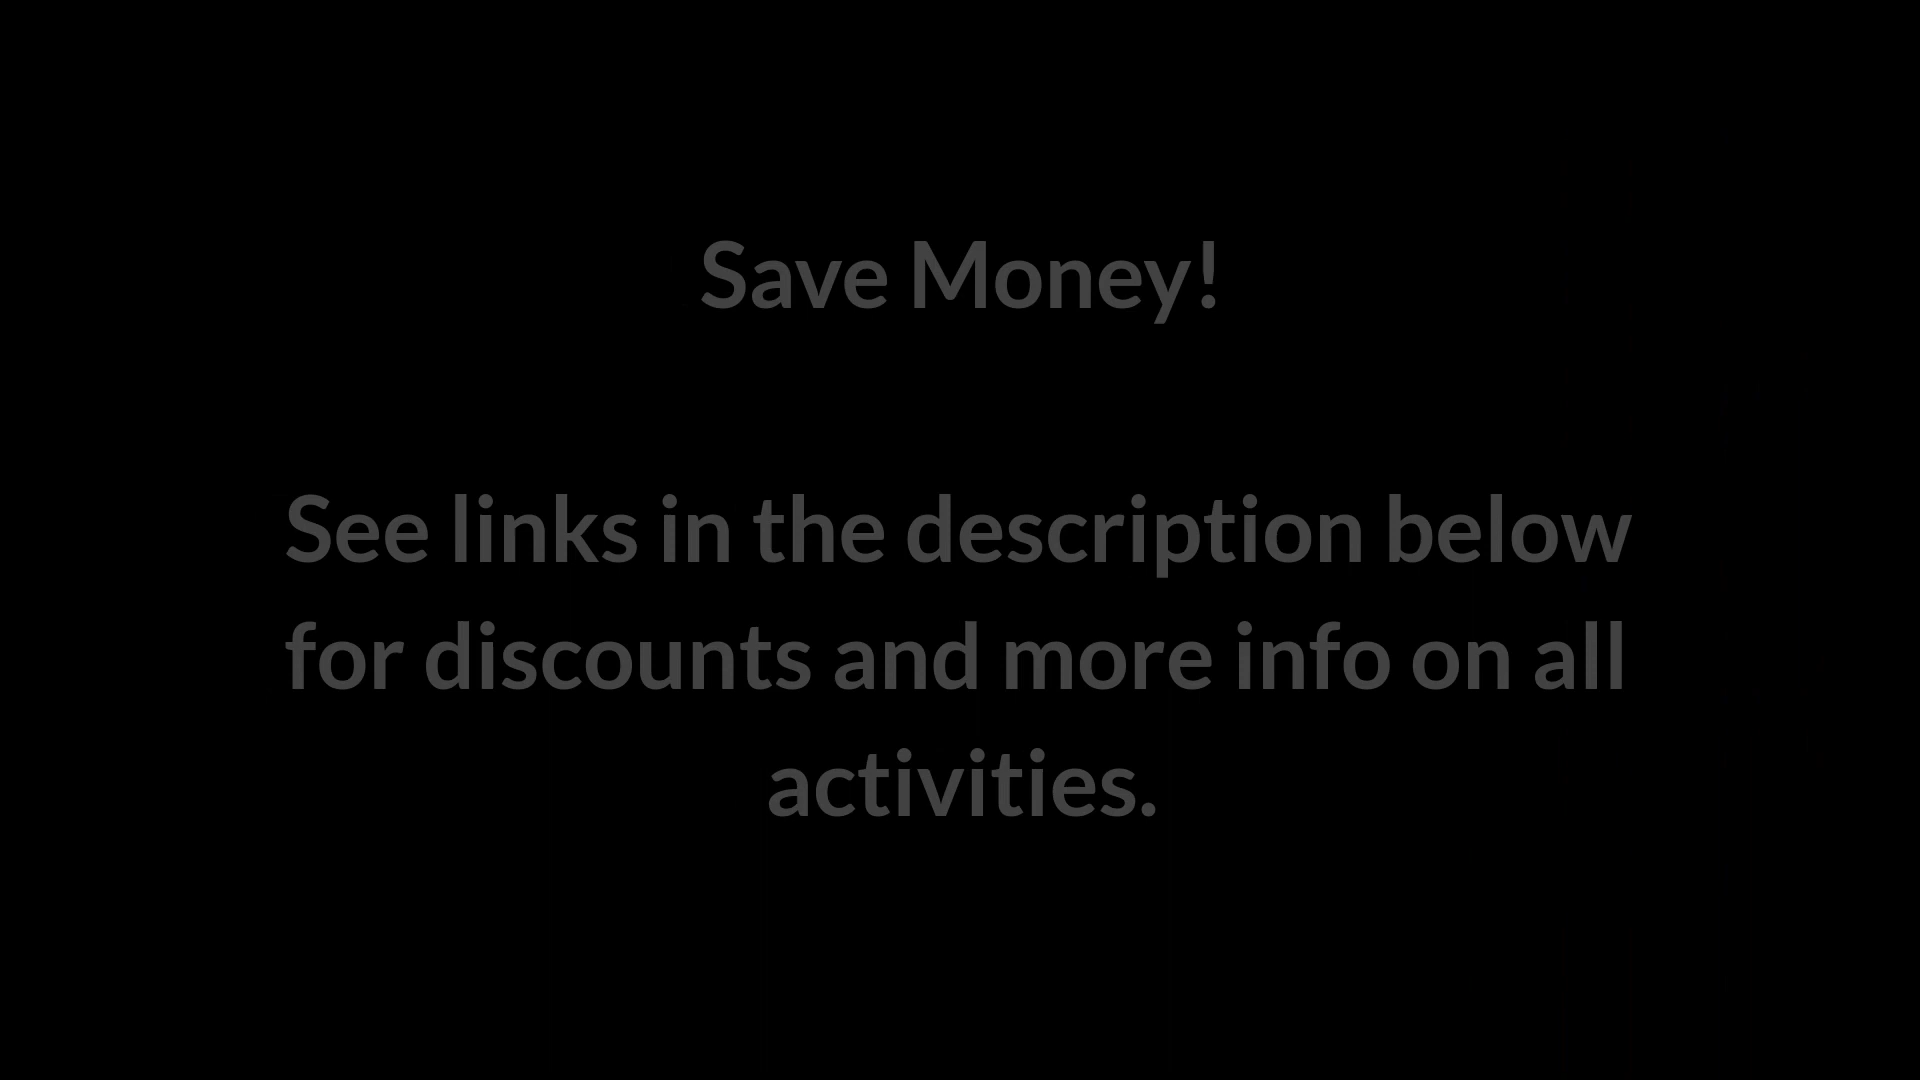 Save Money!
See links in the description below
for discounts and more info on all
activities.